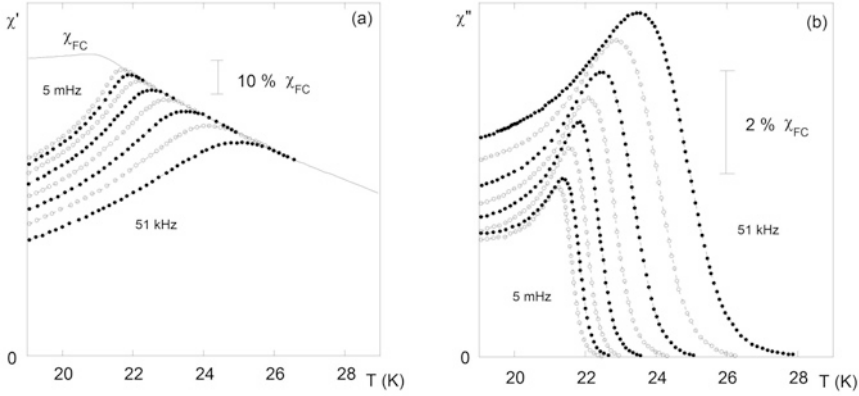 χ'
(a)
χFC
10 % χFC
5 mHz
51 kHz
0
20 22 24 26 28 T (K)
χ"
(b)
2 % χFC
51 kHz
5 mHz
0
20 22 24 26 28 T (K)